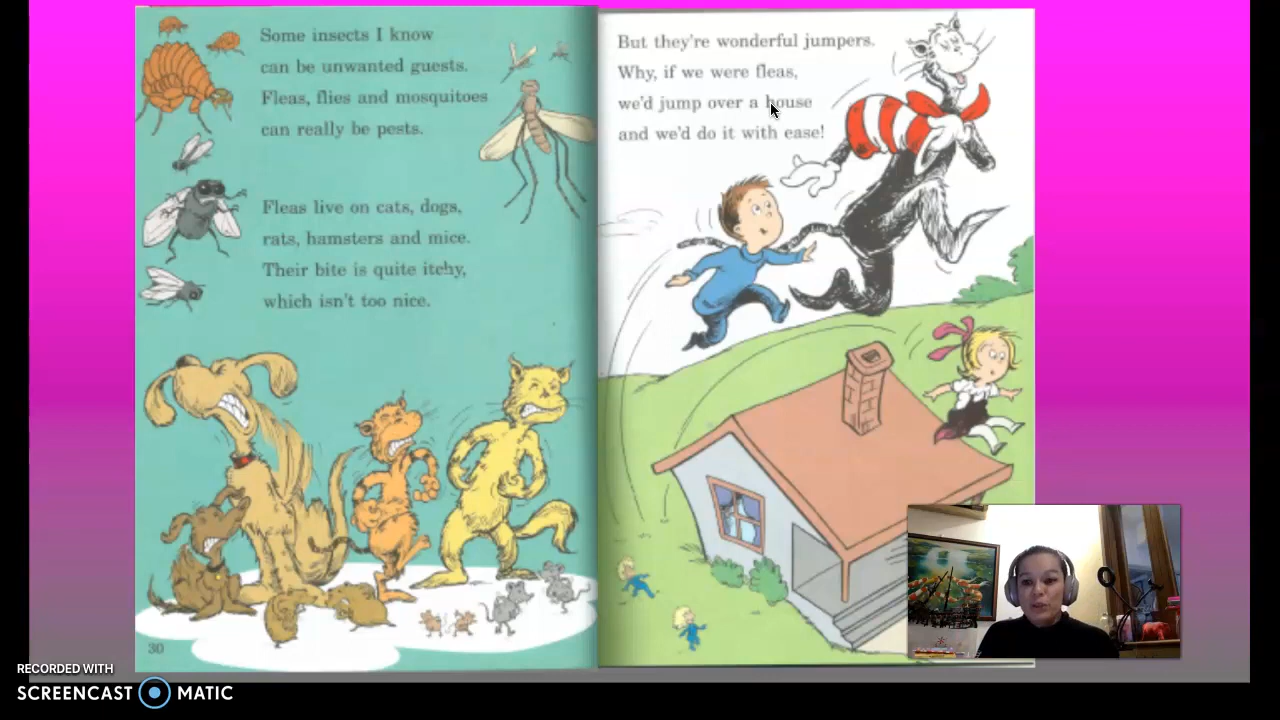 Some insects I know
can be unwanted guests.
Fleas, flies and mosquitoes
can really be pests.
Fleas live on cats, dogs,
rats, hamsters and mice.
Their bite is quite itchy,
which isn't too nice.
30
But they're wonderful jumpers.
Why, if we were fleas,
we'd jump over a house
and we'd do it with ease!
RECORDED WITH
SCREENCAST MATIC